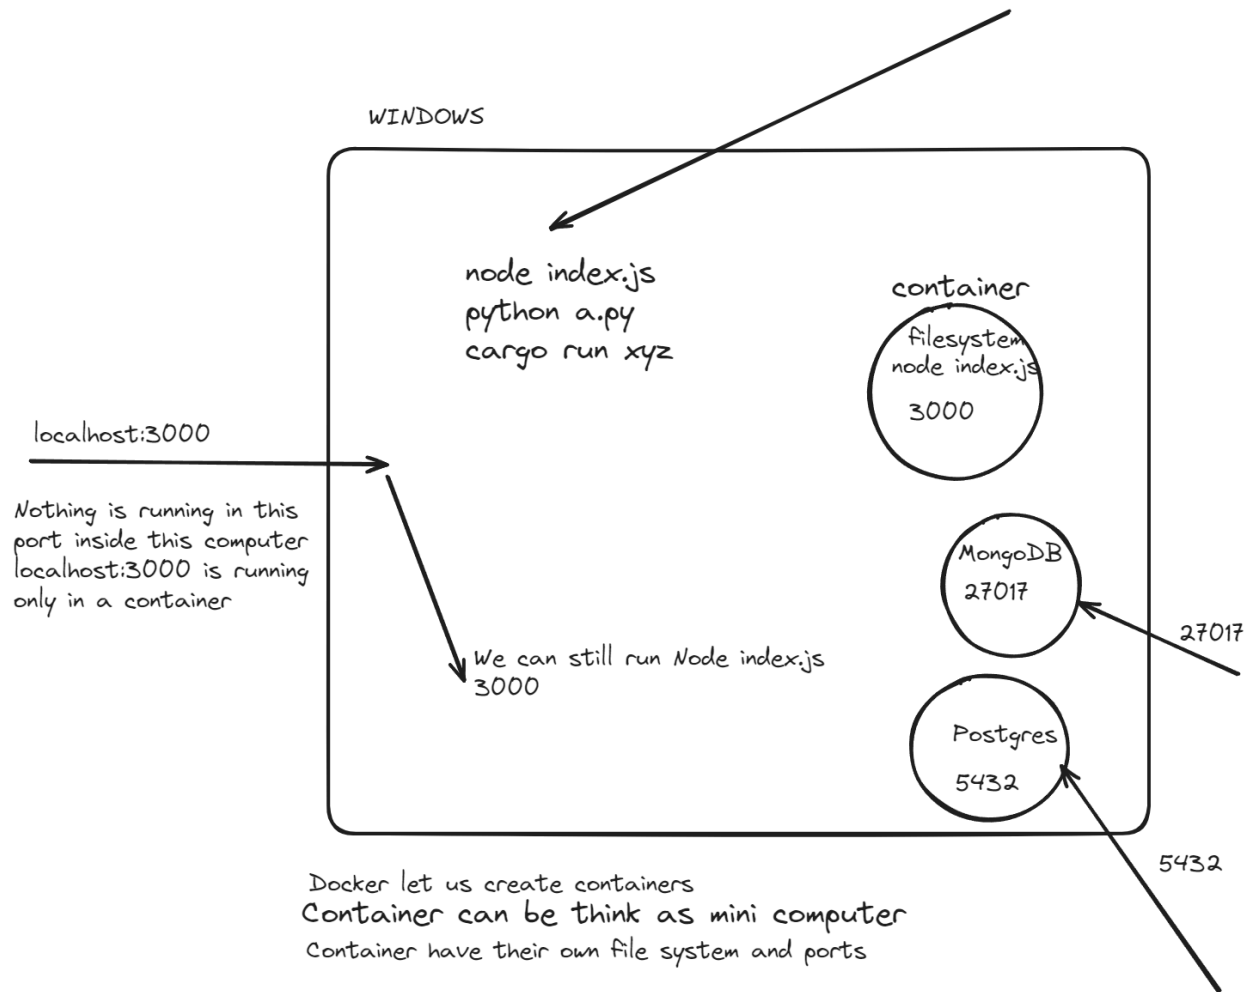 WINDOWS
node index.js
python a.py
cargo run xyz
container
filesystem
node index.js
3000
localhost:3000
Nothing is running in this
port inside this computer
localhost:3000 is running
only in a container
MongoDB
27017
27017
We can still run Node index.js
3000
Postgres
5432
5432
Docker let us create containers
Container can be think as mini computer
Container have their own file system and ports